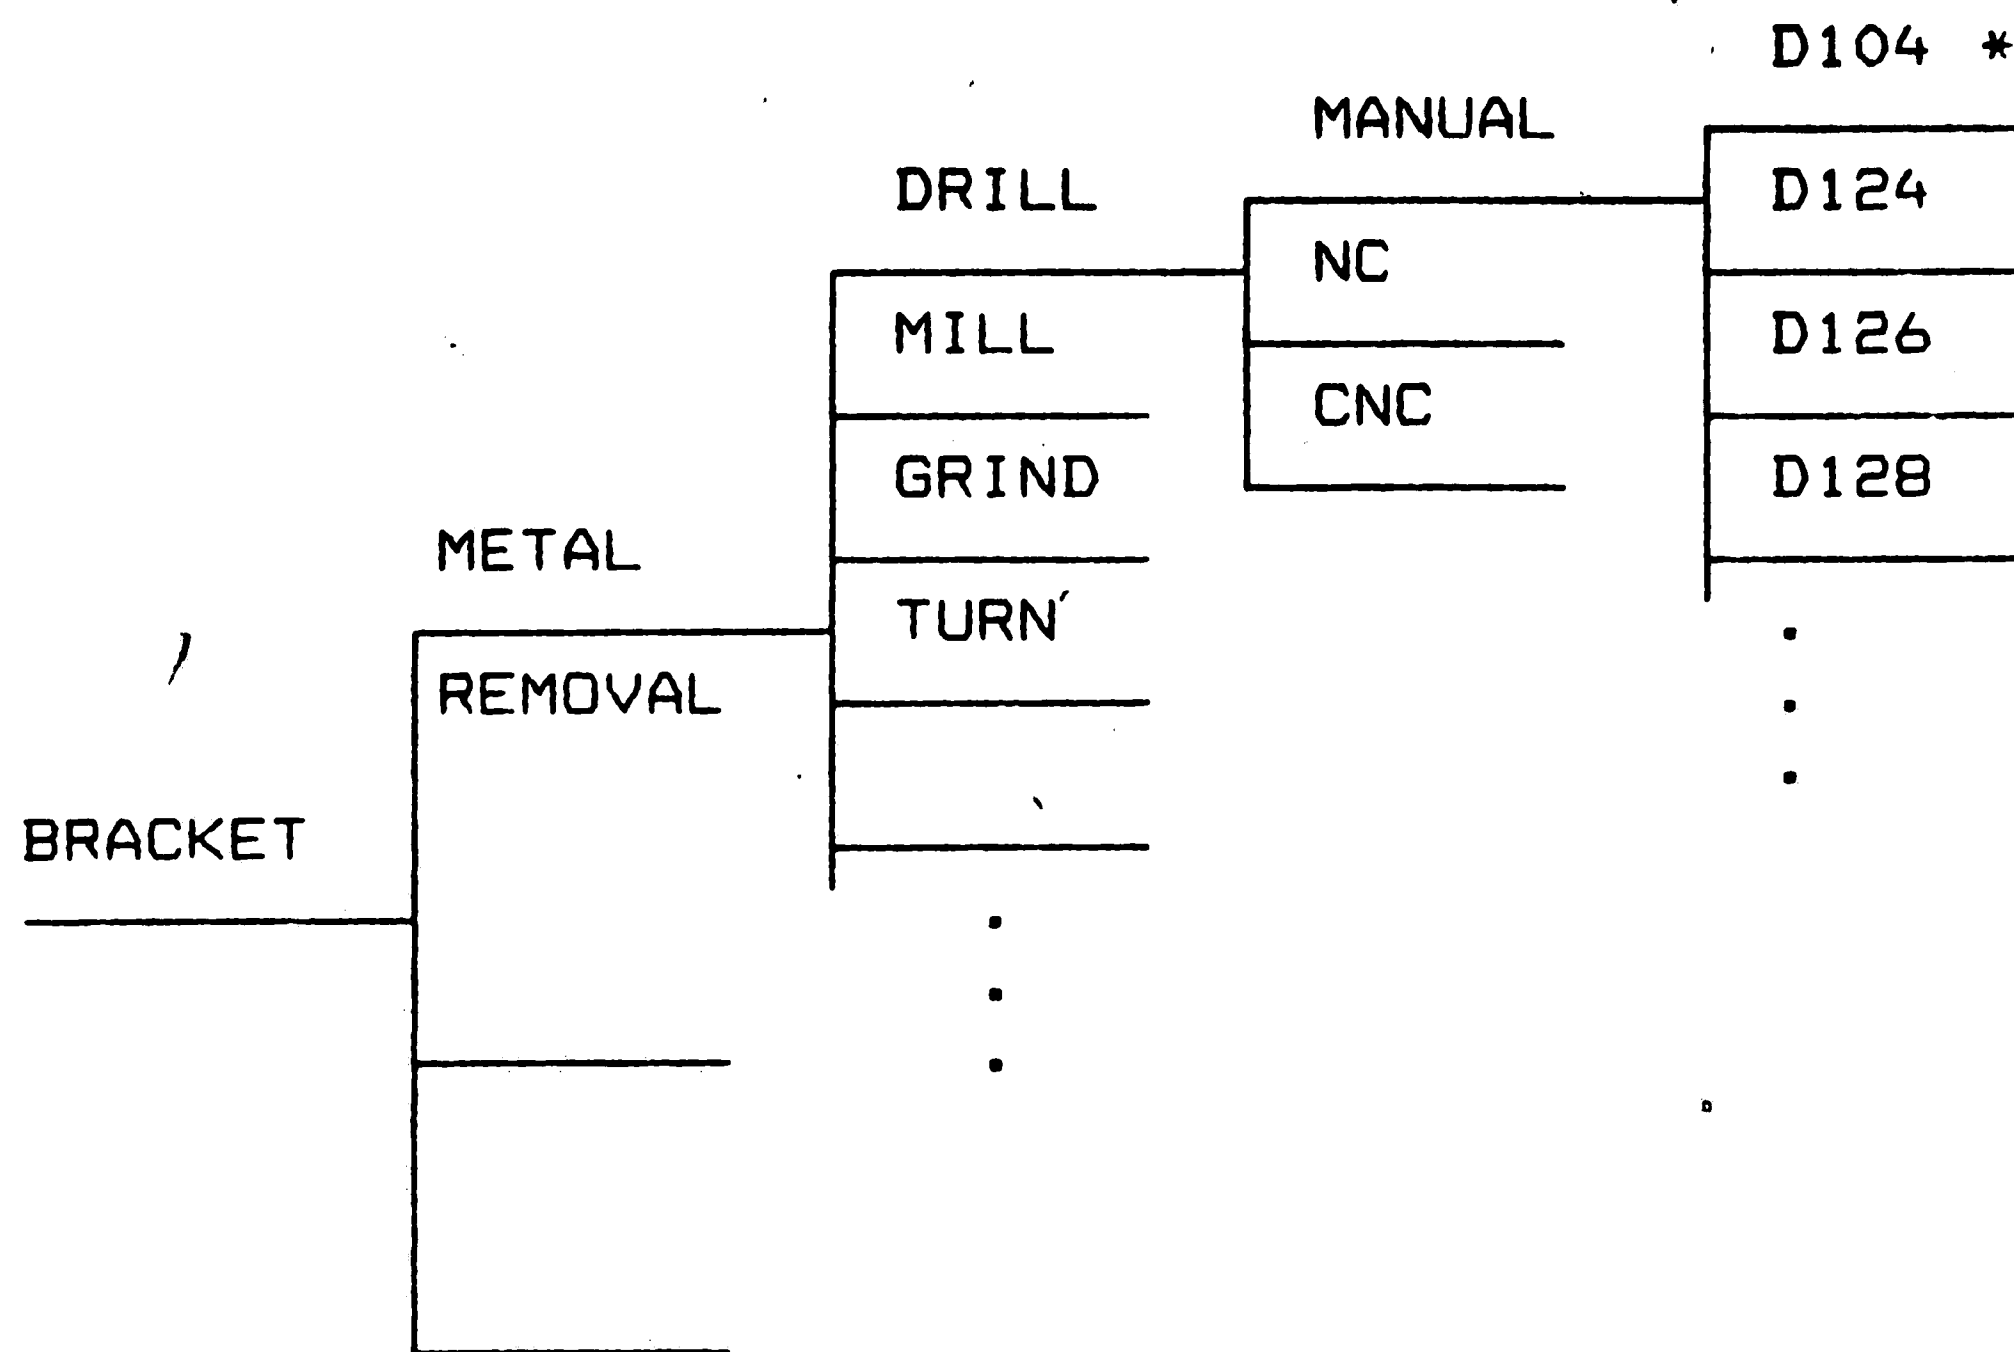 D104 *
MANUAL
DRILL
D124
NC
MILL
D126
CNC
GRIND
D128
METAL
TURN
REMOVAL
BRACKET